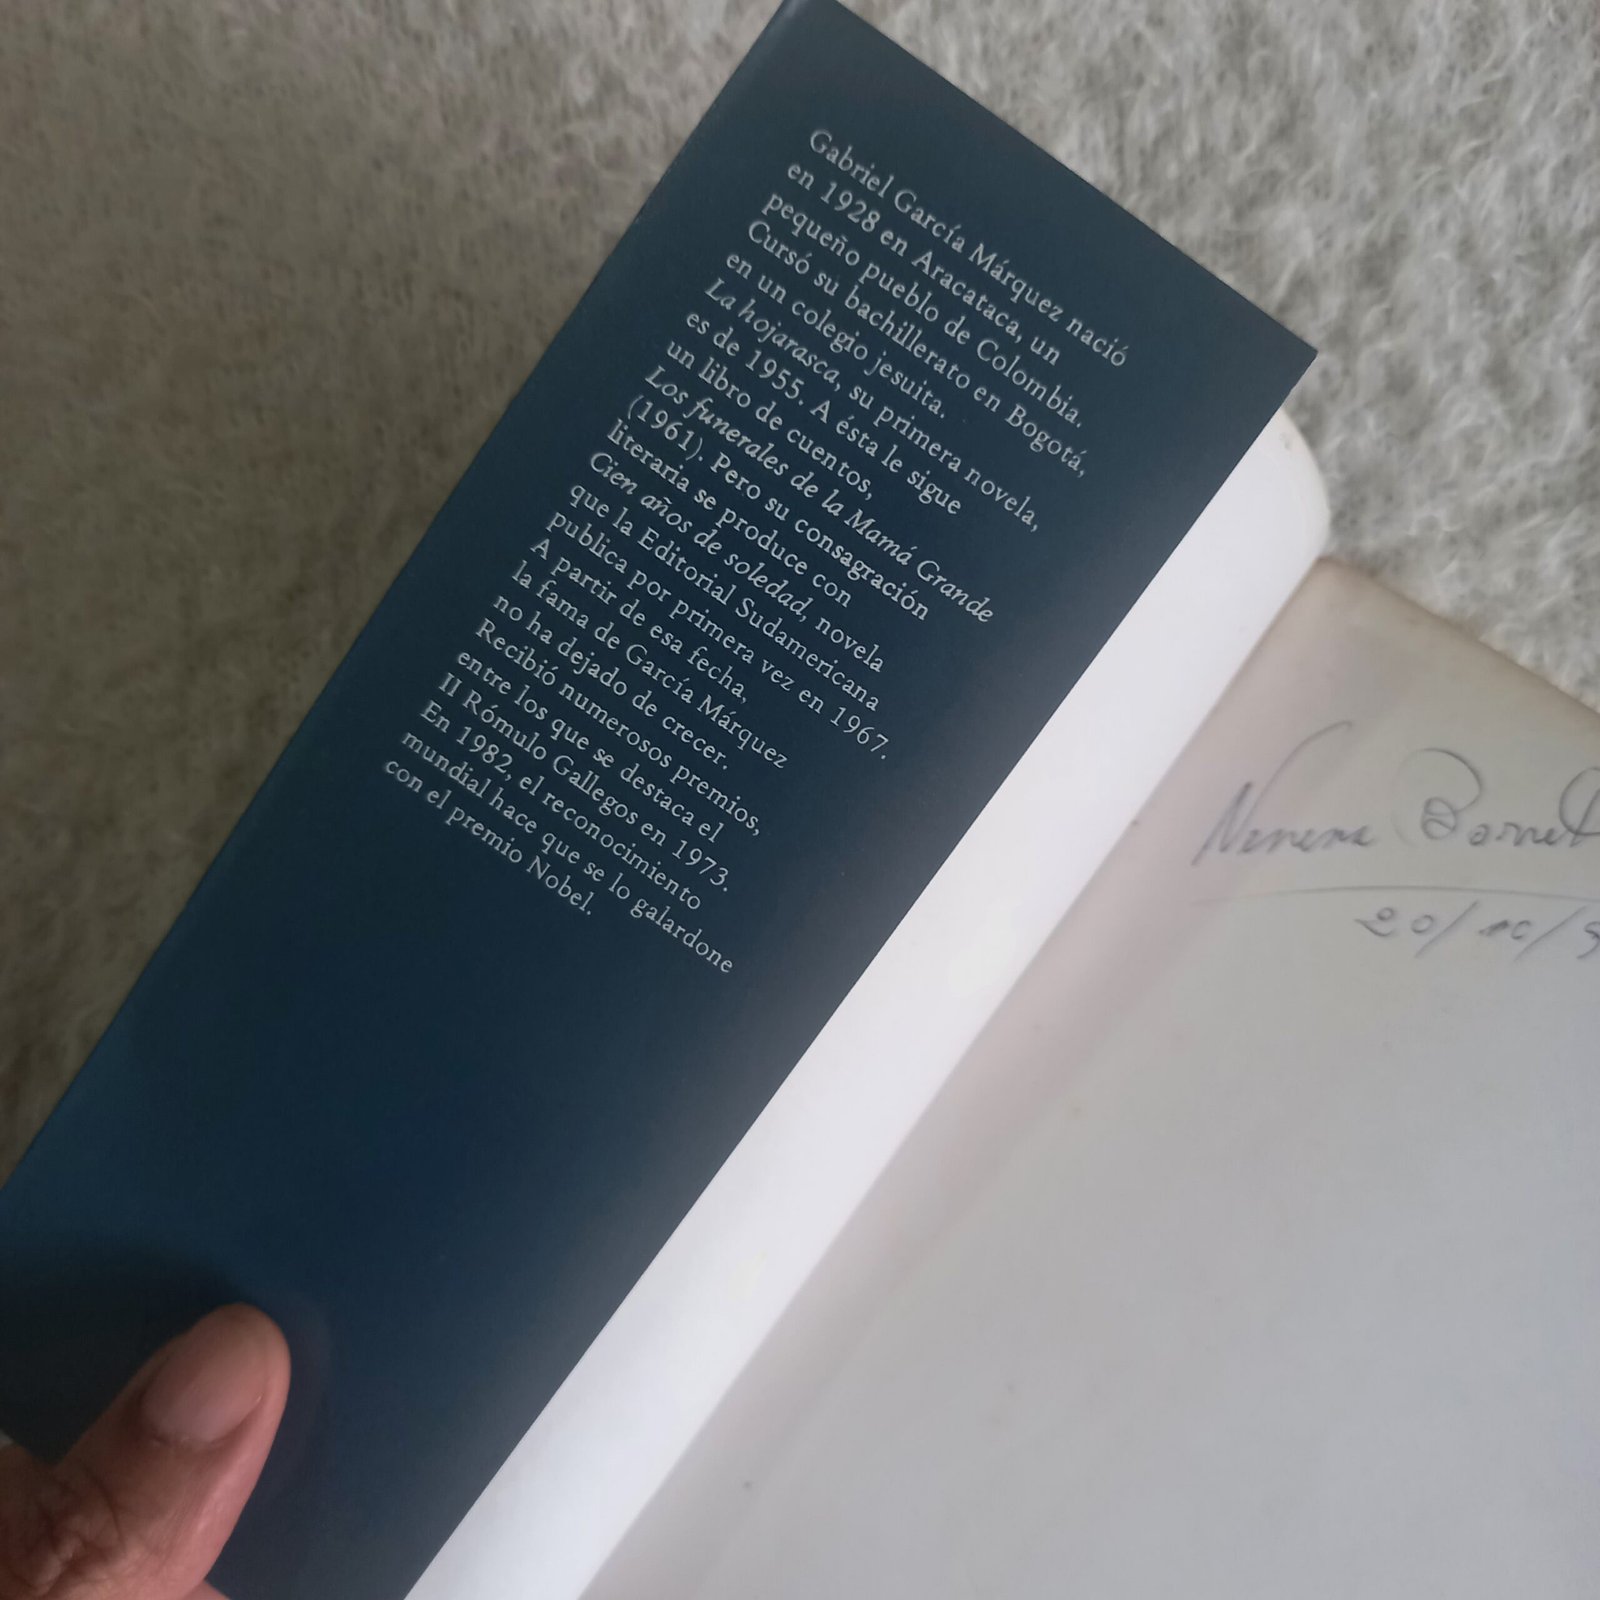 Gabriel García Márquez nació
en 1928 en Aracataca, un
pequeño pueblo de Colombia.
Cursó su bachillerato en Bogotá,
en un colegio jesuita.
La hojarasca, su primera novela,
es de 1955. A ésta le sigue
un libro de cuentos,
Los funerales de la Mamá Grande
(1961). Pero su consagración
literaria se produce con
Cien años de soledad, novela
que la Editorial Sudamericana
publica por primera vez en 1967.
A partir de esa fecha,
la fama de García Márquez
no ha dejado de crecer.
Recibió numerosos premios,
entre los que se destaca el
II Rómulo Gallegos en 1973.
En 1982, el reconocimiento
mundial hace que se lo galardone
con el premio Nobel.
20/10/9